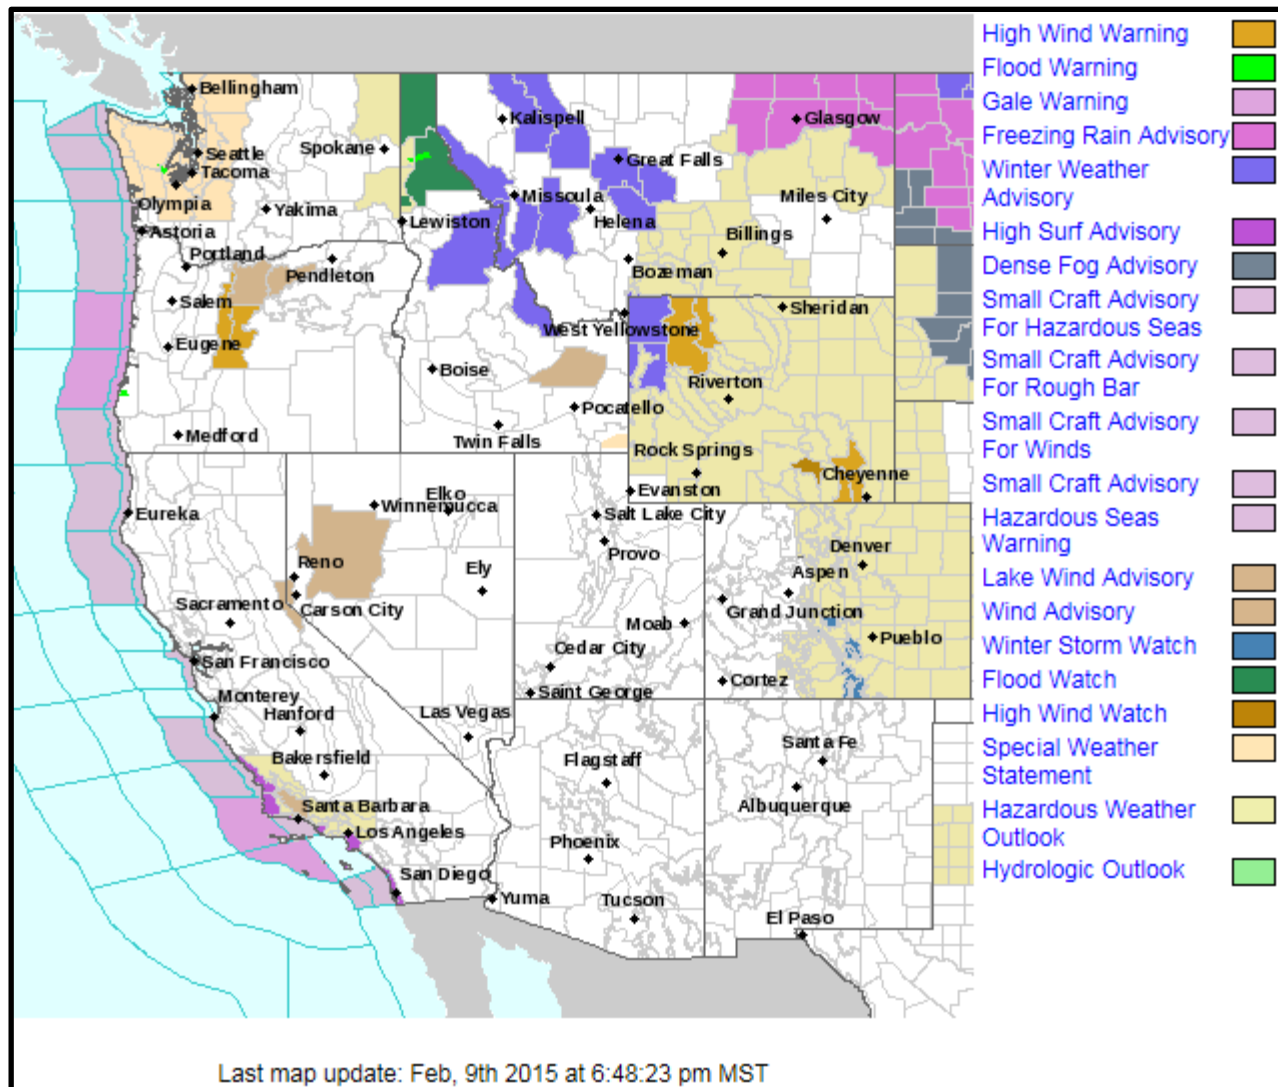 High Wind Warning
Flood Warning
Gale Warning
Freezing Rain Advisory
Winter Weather
Advisory
High Surf Advisory
Dense Fog Advisory
Small Craft Advisory
For Hazardous Seas
Small Craft Advisory
For Rough Bar
Small Craft Advisory
For Winds
Small Craft Advisory
Hazardous Seas
Warning
Lake Wind Advisory
Wind Advisory
Winter Storm Watch
Flood Watch
High Wind Watch
Special Weather
Statement
Hazardous Weather
Outlook
Hydrologic Outlook
Bellingham
Kalispell
Glasgow
Spokane
Seattle
Great Falls
Tacoma
Olympia
Yakima
Lewiston
Missoula
Helena
Miles City
Astoria
Portland
Pendleton
Billings
Bozeman
Salem
Sheridan
West Yellowstone
Eugene
Boise
Riverton
Pocatello
Medford
Twin Falls
Rock Springs
Cheyenne
Evanston
Elko
Winnemucca
Eureka
Salt Lake City
Provo
Denver
Reno
Ely
Aspen
Sacramento
Carson City
Grand Junction
Moab
Pueblo
San Francisco
Cedar City
Cortez
Monterey
Saint George
Hanford
Las Vegas
Bakersfield
Flagstaff
Santa Fe
Santa Barbara
Albuquerque
Los Angeles
Phoenix
San Diego
Yuma
Tucson
El Paso
Last map update: Feb, 9th 2015 at 6:48:23 pm MST